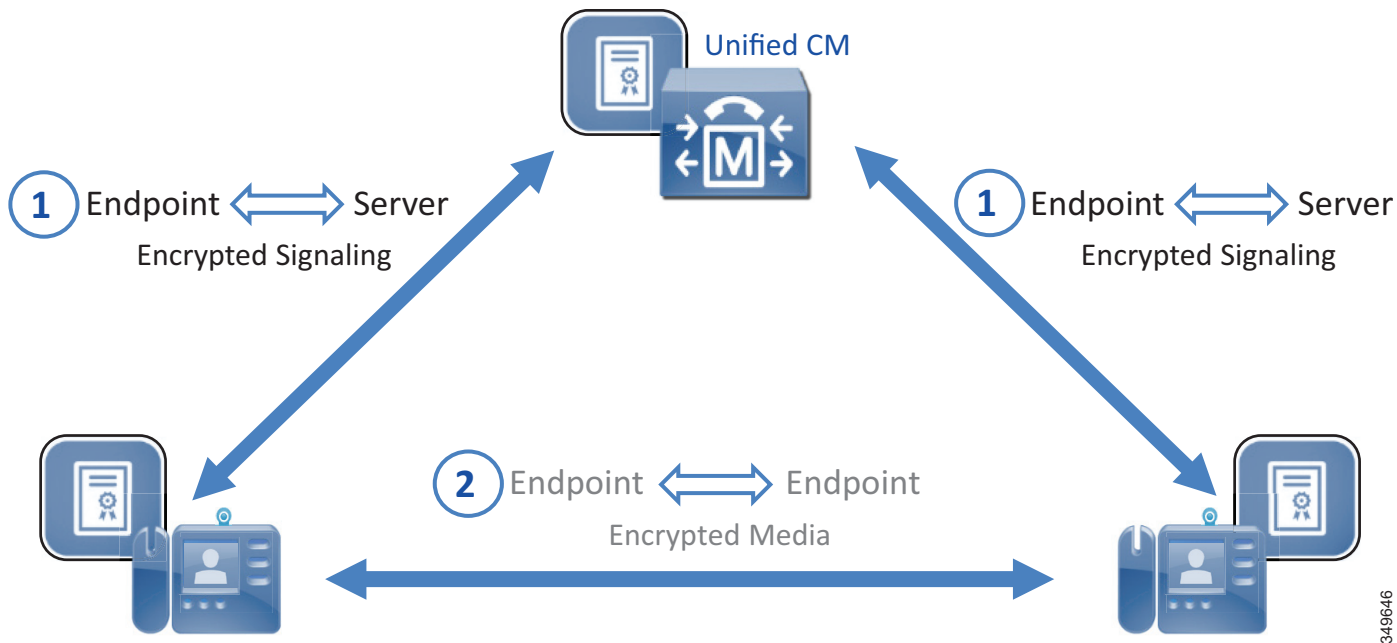 Unified CM
M
1 Endpoint Server
Encrypted Signaling
1 Endpoint Server
Encrypted Signaling
2 Endpoint Endpoint
Encrypted Media
349646